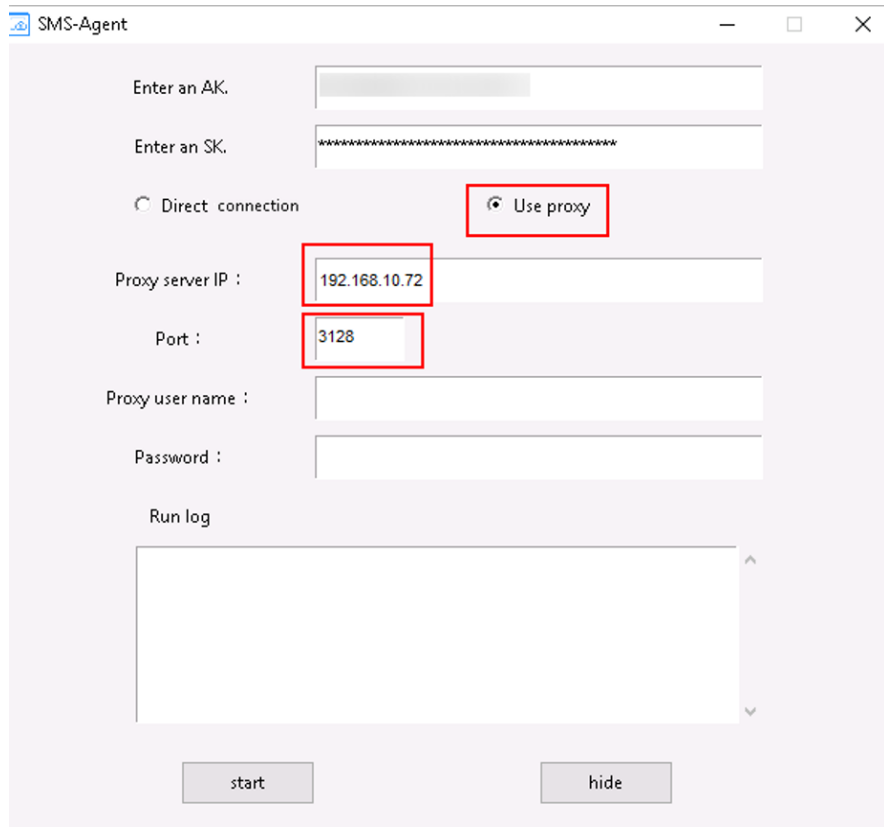 SMS-Agent
Enter an AK.
Enter an SK. ****************************************
Direct connection Use proxy
Proxy server IP : 192.168.10.72
Port : 3128
Proxy user name :
Password :
Run log
start hide